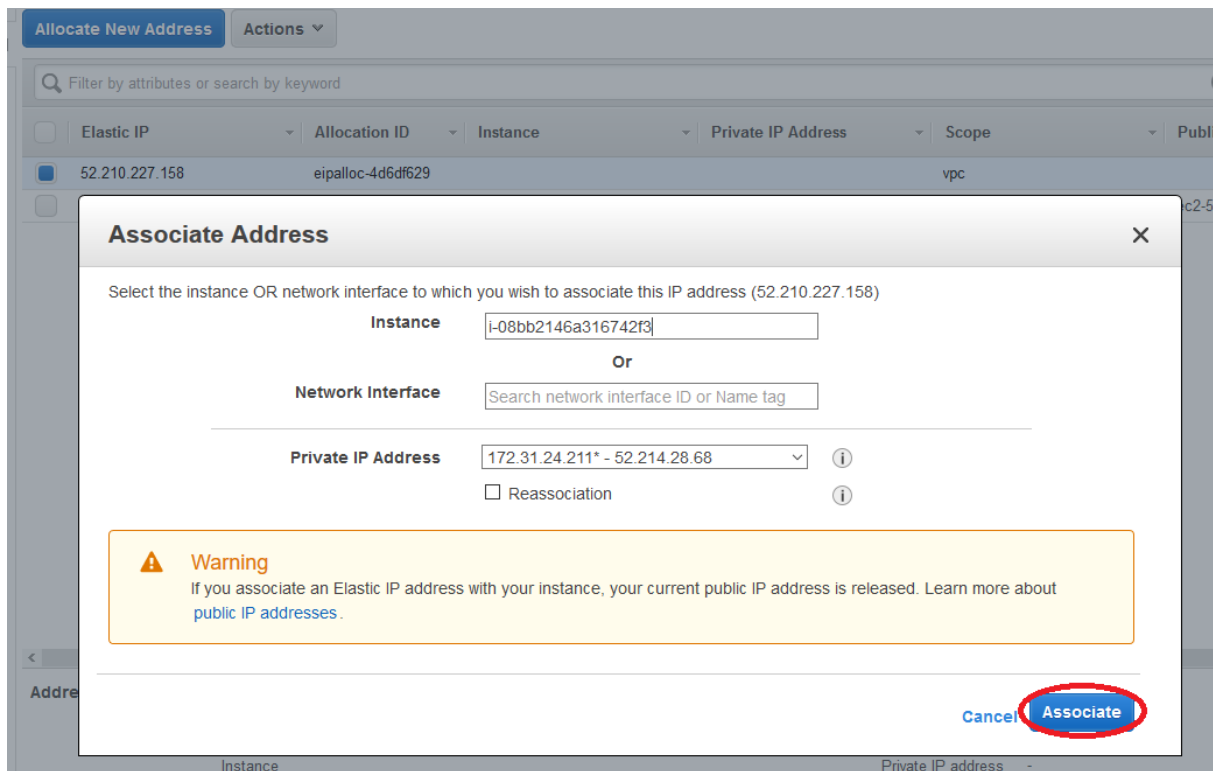 Allocate New Address Actions
Filter by attributes or search by keyword
Elastic IP Allocation ID Instance Private IP Address Scope Publi
52.210.227.158 eipalloc-4d6df629 vpc
ec2-5
Associate Address
Select the instance OR network interface to which you wish to associate this IP address (52.210.227.158)
Instance i-08bb2146a316742f3
Or
Network Interface Search network interface ID or Name tag
Private IP Address 172.31.24.211* - 52.214.28.68
Reassociation
Warning
If you associate an Elastic IP address with your instance, your current public IP address is released. Learn more about
public IP addresses.
Addre
Cancel Associate
Instance Private IP address -